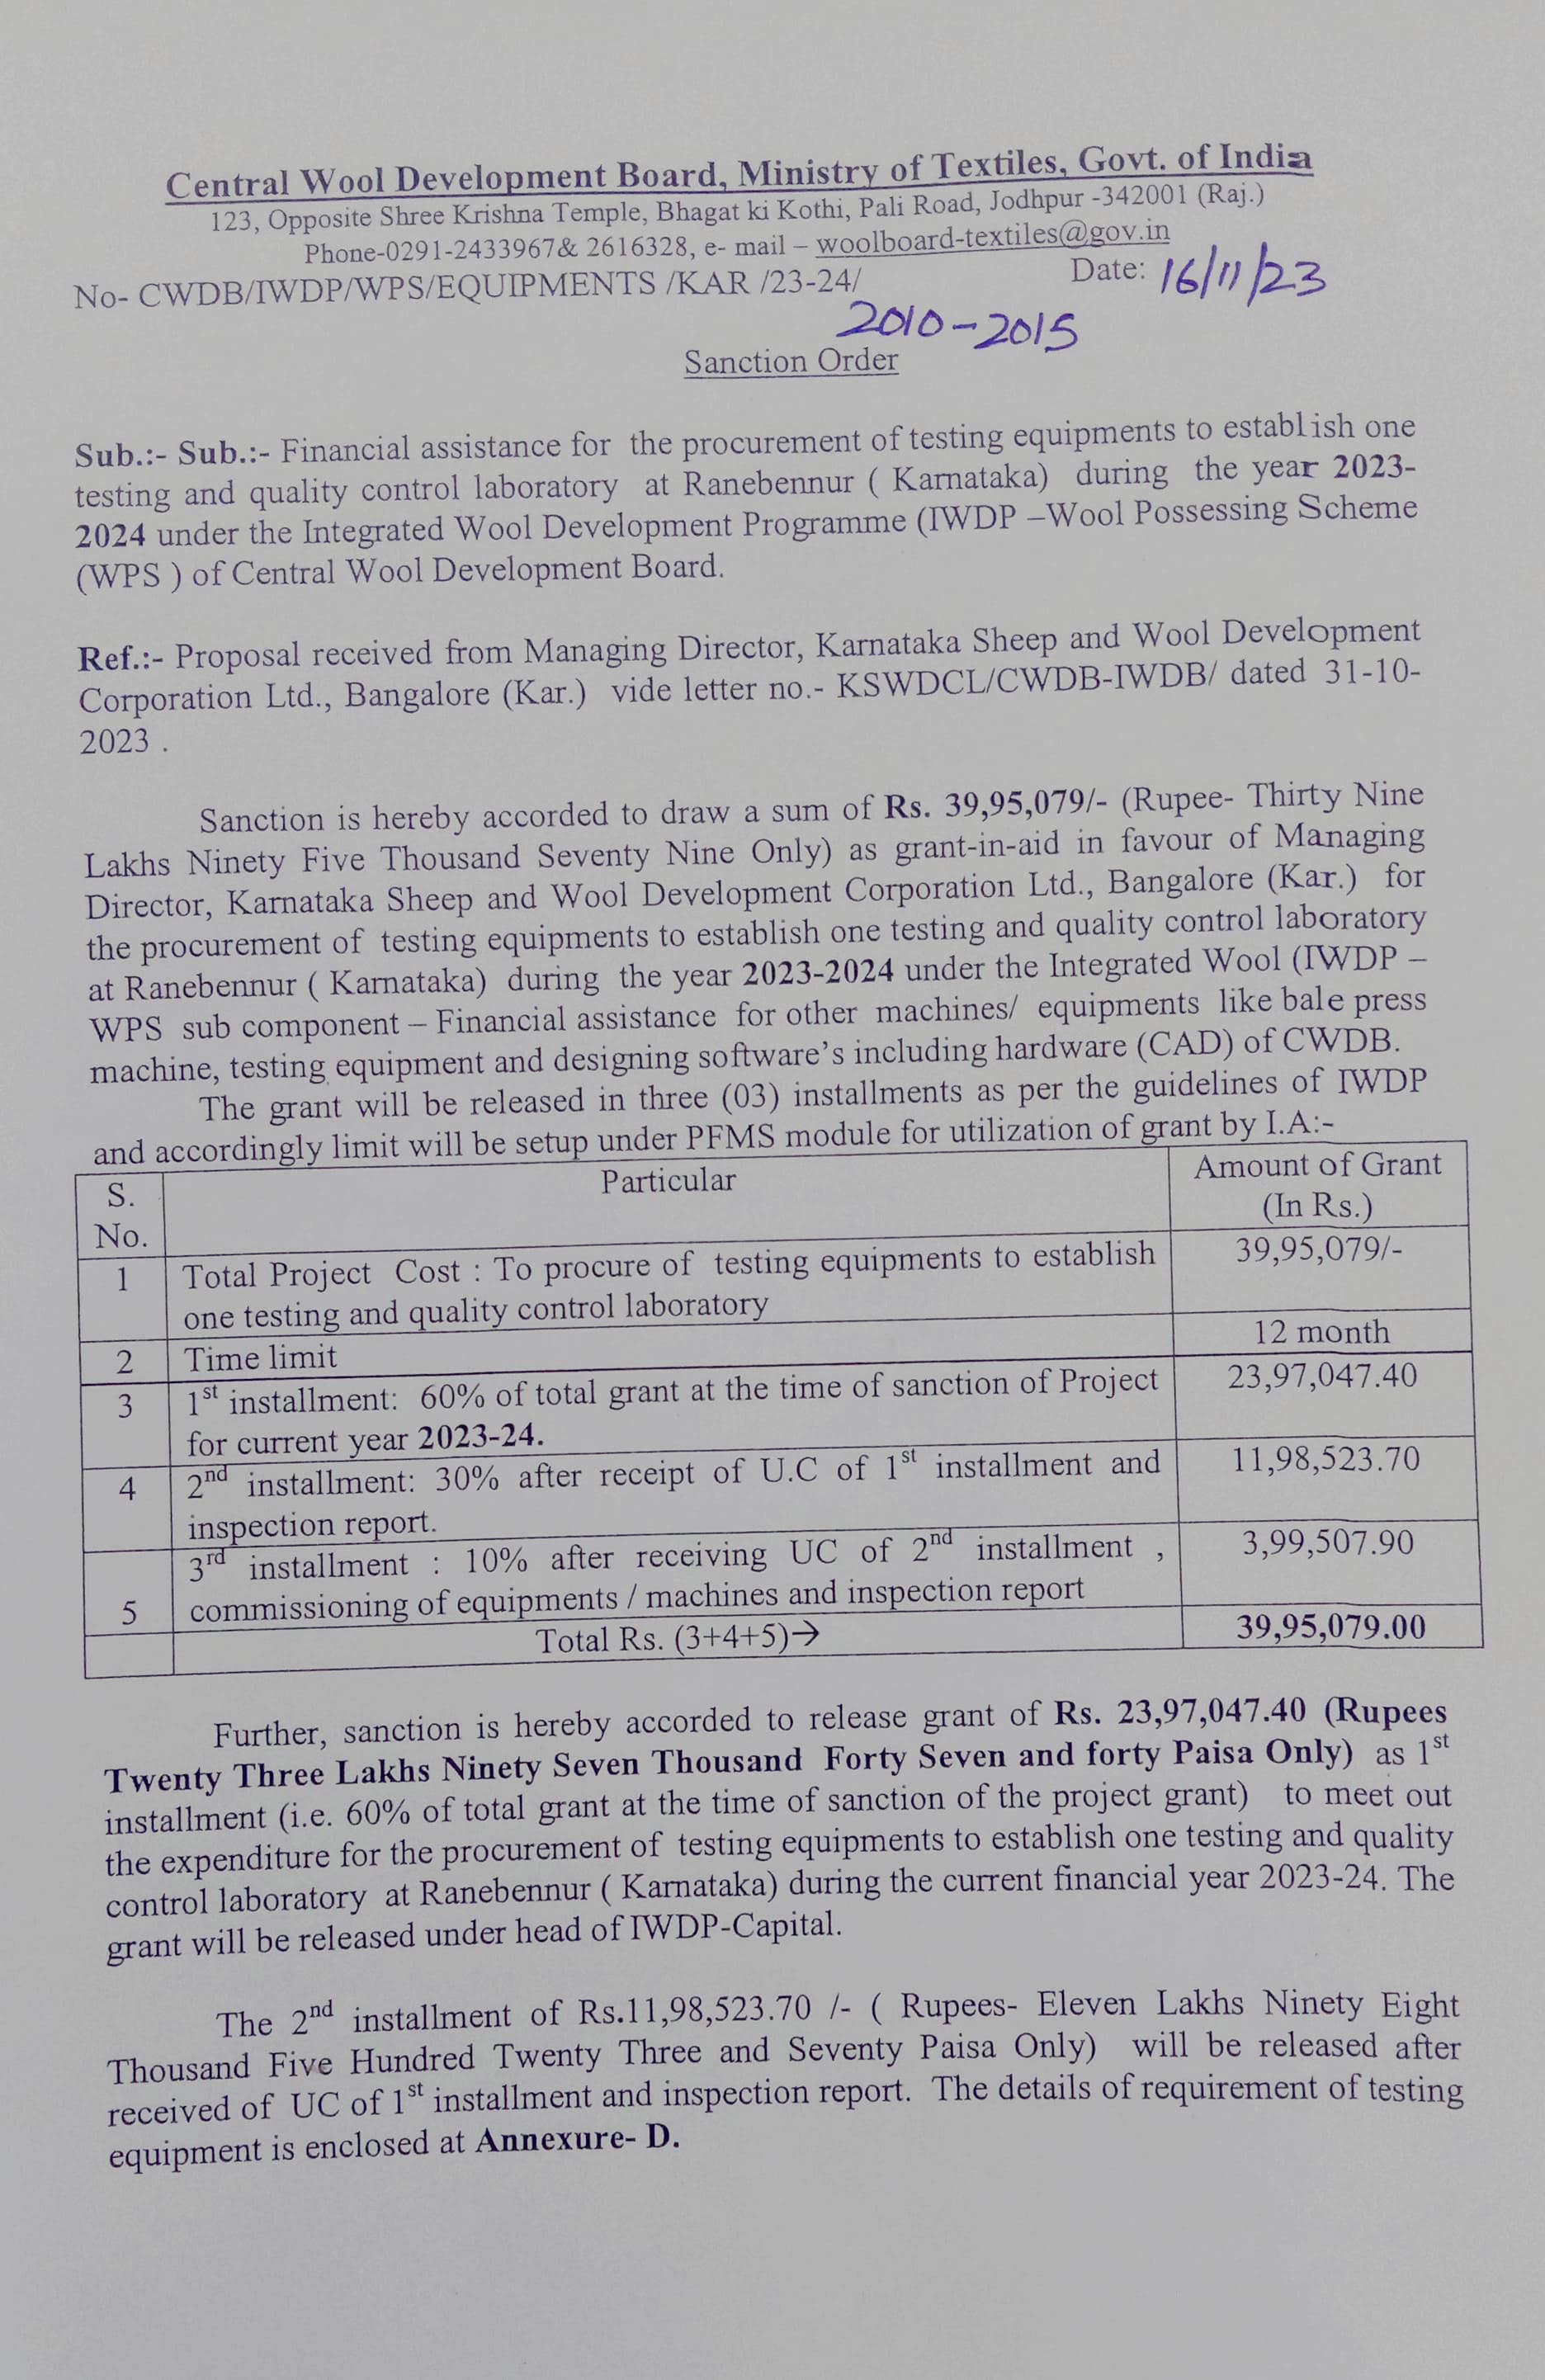 Central Wool Development Board, Ministry of Textiles, Govt. of India
123, Opposite Shree Krishna Temple, Bhagat ki Kothi, Pali Road, Jodhpur -342001 (Raj.)
Phone-0291-2433967& 2616328, e- mail – woolboard-textiles@gov.in
No- CWDB/IWDP/WPS/EQUIPMENTS /KAR /23-24/ Date: 16/11/23
2010-2015
Sanction Order
Sub.:- Sub.:- Financial assistance for the procurement of testing equipments to establish one
testing and quality control laboratory at Ranebennur ( Karnataka) during the year 2023-
2024 under the Integrated Wool Development Programme (IWDP –Wool Possessing Scheme
(WPS ) of Central Wool Development Board.
Ref.:- Proposal received from Managing Director, Karnataka Sheep and Wool Development
Corporation Ltd., Bangalore (Kar.) vide letter no.- KSWDCL/CWDB-IWDB/ dated 31-10-
2023 .
Sanction is hereby accorded to draw a sum of Rs. 39,95,079/- (Rupee- Thirty Nine
Lakhs Ninety Five Thousand Seventy Nine Only) as grant-in-aid in favour of Managing
Director, Karnataka Sheep and Wool Development Corporation Ltd., Bangalore (Kar.) for
the procurement of testing equipments to establish one testing and quality control laboratory
at Ranebennur ( Karnataka) during the year 2023-2024 under the Integrated Wool (IWDP –
WPS sub component – Financial assistance for other machines/ equipments like bale press
machine, testing equipment and designing software's including hardware (CAD) of CWDB.
The grant will be released in three (03) installments as per the guidelines of IWDP
and accordingly limit will be setup under PFMS module for utilization of grant by I.A:-
S. No. Particular Amount of Grant (In Rs.)
1 Total Project Cost : To procure of testing equipments to establish 39,95,079/-
one testing and quality control laboratory
2 Time limit 12 month
3 1st installment: 60% of total grant at the time of sanction of Project 23,97,047.40
for current year 2023-24.
4 2nd installment: 30% after receipt of U.C of 1st installment and 11,98,523.70
inspection report.
3rd installment : 10% after receiving UC of 2nd installment , 3,99,507.90
5 commissioning of equipments / machines and inspection report
Total Rs. (3+4+5)→ 39,95,079.00
Further, sanction is hereby accorded to release grant of Rs. 23,97,047.40 (Rupees
Twenty Three Lakhs Ninety Seven Thousand Forty Seven and forty Paisa Only) as 1st
installment (i.e. 60% of total grant at the time of sanction of the project grant) to meet out
the expenditure for the procurement of testing equipments to establish one testing and quality
control laboratory at Ranebennur ( Karnataka) during the current financial year 2023-24. The
grant will be released under head of IWDP-Capital.
The 2nd installment of Rs.11,98,523.70 /- ( Rupees- Eleven Lakhs Ninety Eight
Thousand Five Hundred Twenty Three and Seventy Paisa Only) will be released after
received of UC of 1st installment and inspection report. The details of requirement of testing
equipment is enclosed at Annexure- D.